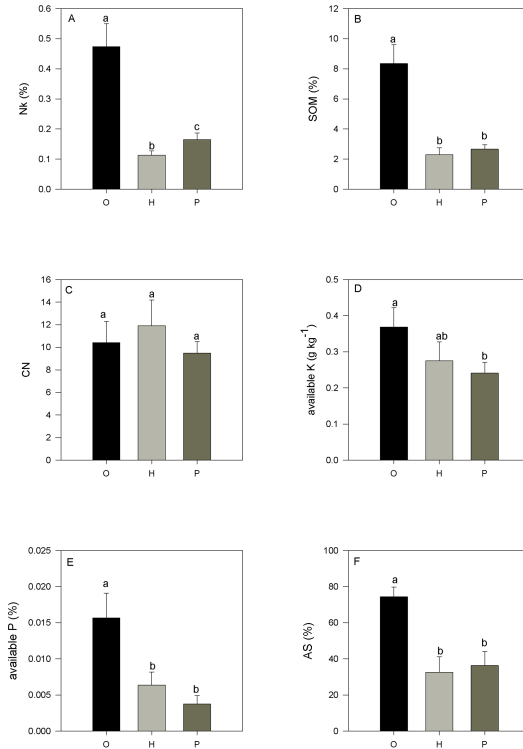 A
Nk (%)
0.6
0.5
0.4
0.3
0.2
0.1
0.0
a
b
c
O H P
B
SOM (%)
12
10
8
6
4
2
0
a
b
b
O H P
C
CN
16
14
12
10
8
6
4
2
0
a
a
a
O H P
D
available K (g kg-1)
0.5
0.4
0.3
0.2
0.1
0.0
a
ab
b
O H P
E
available P (%)
0.025
0.020
0.015
0.010
0.005
0.000
a
b
b
O H P
F
AS (%)
100
80
60
40
20
0
a
b
b
O H P